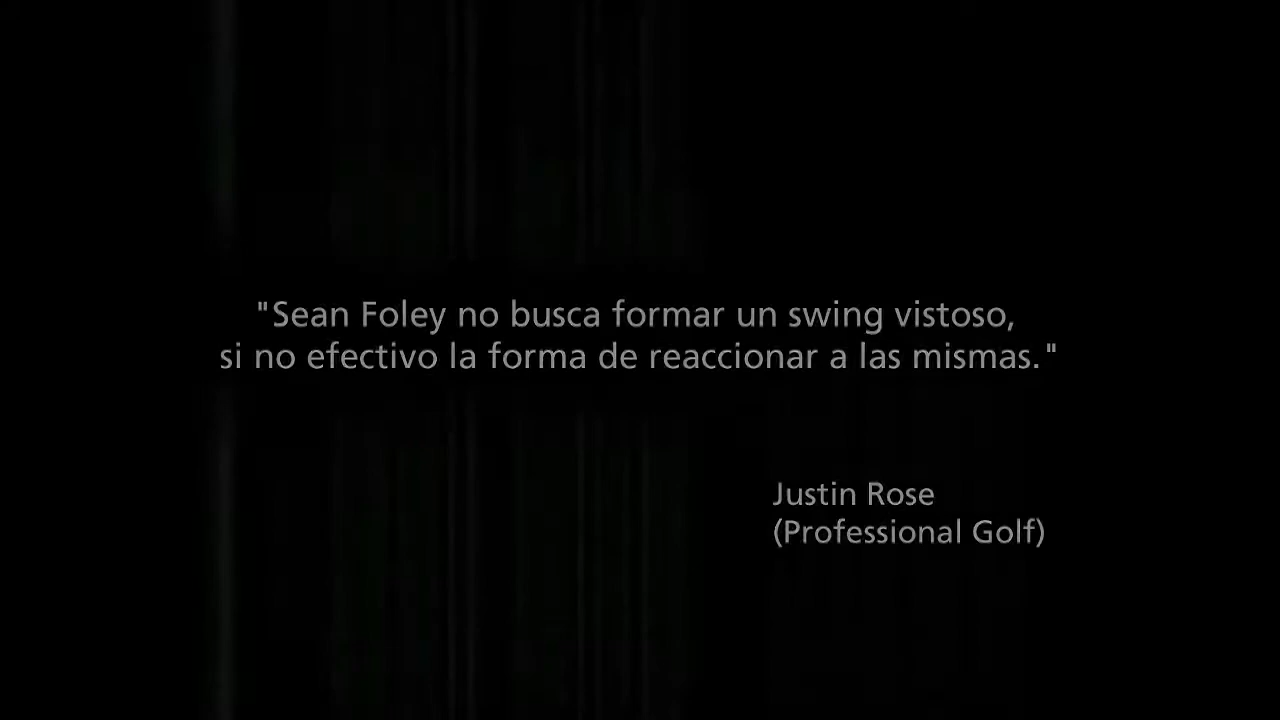 "Sean Foley no busca formar un swing vistoso,
si no efectivo la forma de reaccionar a las mismas."
Justin Rose
(Professional Golf)